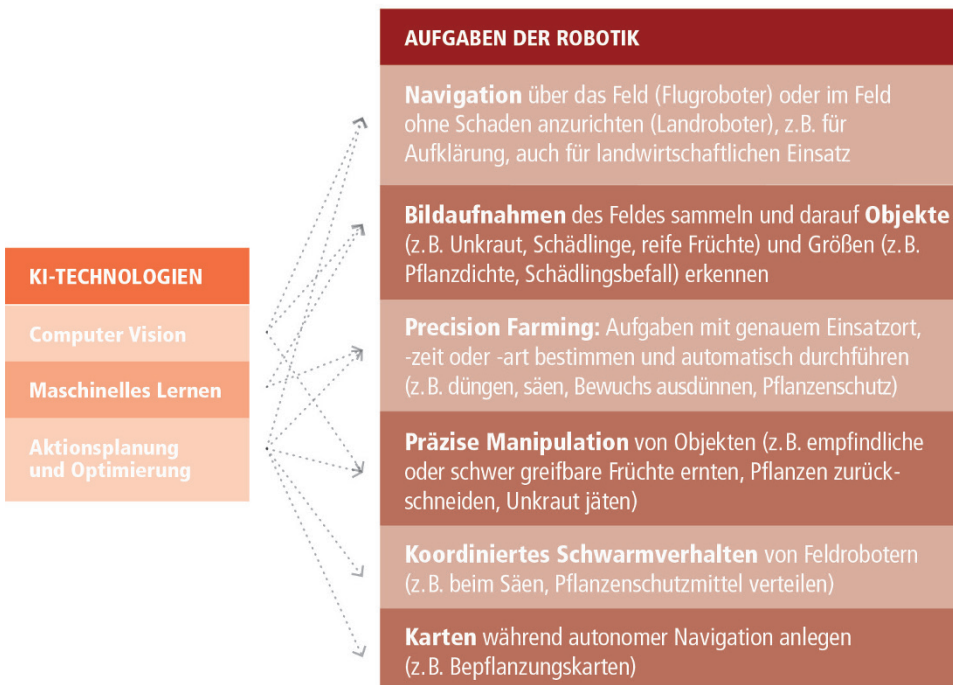 KI-TECHNOLOGIEN
Computer Vision
Maschinelles Lernen
Aktionsplanung
und Optimierung
AUFGABEN DER ROBOTIK
Navigation über das Feld (Flugroboter) oder im Feld
ohne Schaden anzurichten (Landroboter), z.B. für
Aufklärung, auch für landwirtschaftlichen Einsatz
Bildaufnahmen des Feldes sammeln und darauf Objekte
(z.B. Unkraut, Schädlinge, reife Früchte) und Größen (z.B.
Pflanzdichte, Schädlingsbefall) erkennen
Precision Farming: Aufgaben mit genauem Einsatzort,
-zeit oder -art bestimmen und automatisch durchführen
(z.B. düngen, säen, Bewuchs ausdünnen, Pflanzenschutz)
Präzise Manipulation von Objekten (z.B. empfindliche
oder schwer greifbare Früchte ernten, Pflanzen zurück-
schneiden, Unkraut jäten)
Koordiniertes Schwarmverhalten von Feldrobotern
(z.B. beim Säen, Pflanzenschutzmittel verteilen)
Karten während autonomer Navigation anlegen
(z.B. Bepflanzungskarten)